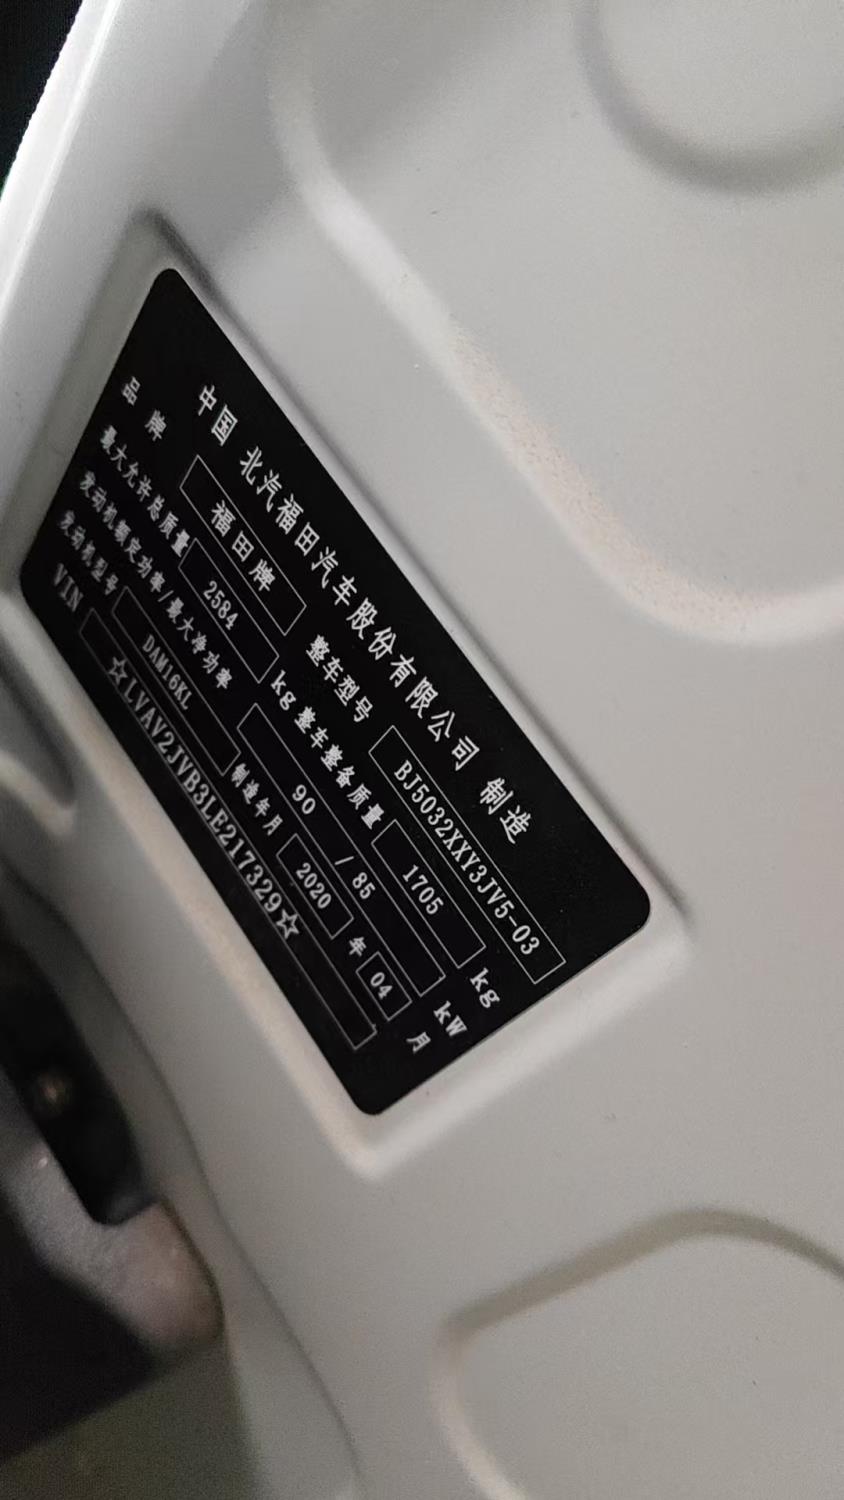 中国 北汽福田汽车股份有限公司 制造
品牌 福田牌 整车型号 BJ5032XXY3JV5-03
最大允许总质量 2584 kg 整车整备质量 1705 kg
发动机额定功率/最大净功率 90 / 85 kW
发动机型号 DAM16KL 制造年月 2020 年 04 月
VIN ☆LVAV2JVB3LE217329☆